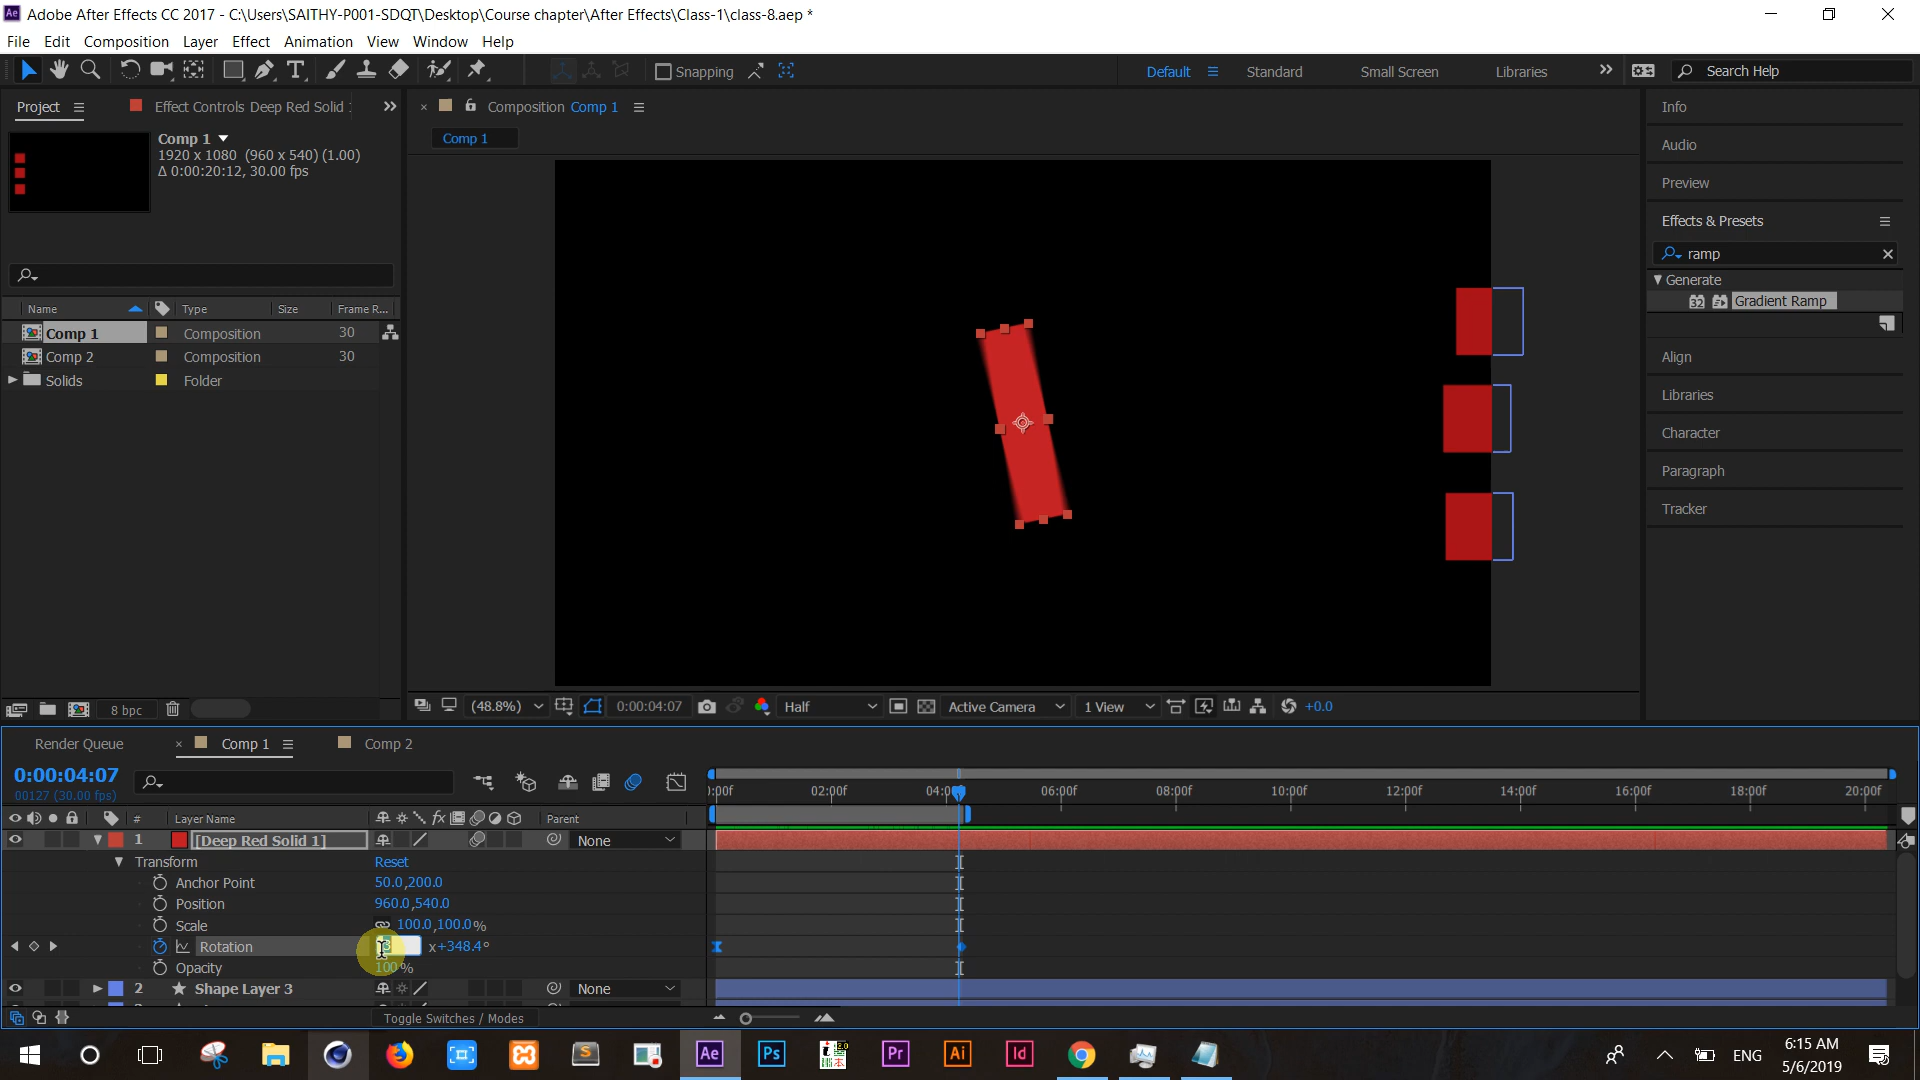 Adobe After Effects CC 2017 - C:\Users\SAITHY-P001-SDQT\Desktop\Course chapter\After Effects\Class-1\class-8.aep *
File Edit Composition Layer Effect Animation View Window Help
Snapping
Default Standard Small Screen Libraries Search Help
Project Effect Controls Deep Red Solid
Composition Comp 1
Comp 1
1920 x 1080 (960 x 540) (1.00)
Δ 0:00:20:12, 30.00 fps
Comp 1
Name Type Size Frame R...
Comp 1 Composition 30
Comp 2 Composition 30
Solids Folder
8 bpc
(48.8%) 0:00:04:07 Half Active Camera 1 View +0.0
Info
Audio
Preview
Effects & Presets
ramp
Generate
32 Gradient Ramp
Align
Libraries
Character
Paragraph
Tracker
Render Queue Comp 1 Comp 2
0:00:04:07
00127 (30.00 fps)
02:00f 06:00f 08:00f 10:00f 12:00f 14:00f 16:00f 18:00f 20:00f
# Layer Name Parent
1 [Deep Red Solid 1] None
Transform Reset
Anchor Point 50.0,200.0
Position 960.0,540.0
Scale 100.0,100.0%
Rotation x+348.4°
Opacity 100%
2 Shape Layer 3 None
Toggle Switches / Modes
Ae Ps Pr Ai Id
ENG
6:15 AM
5/6/2019